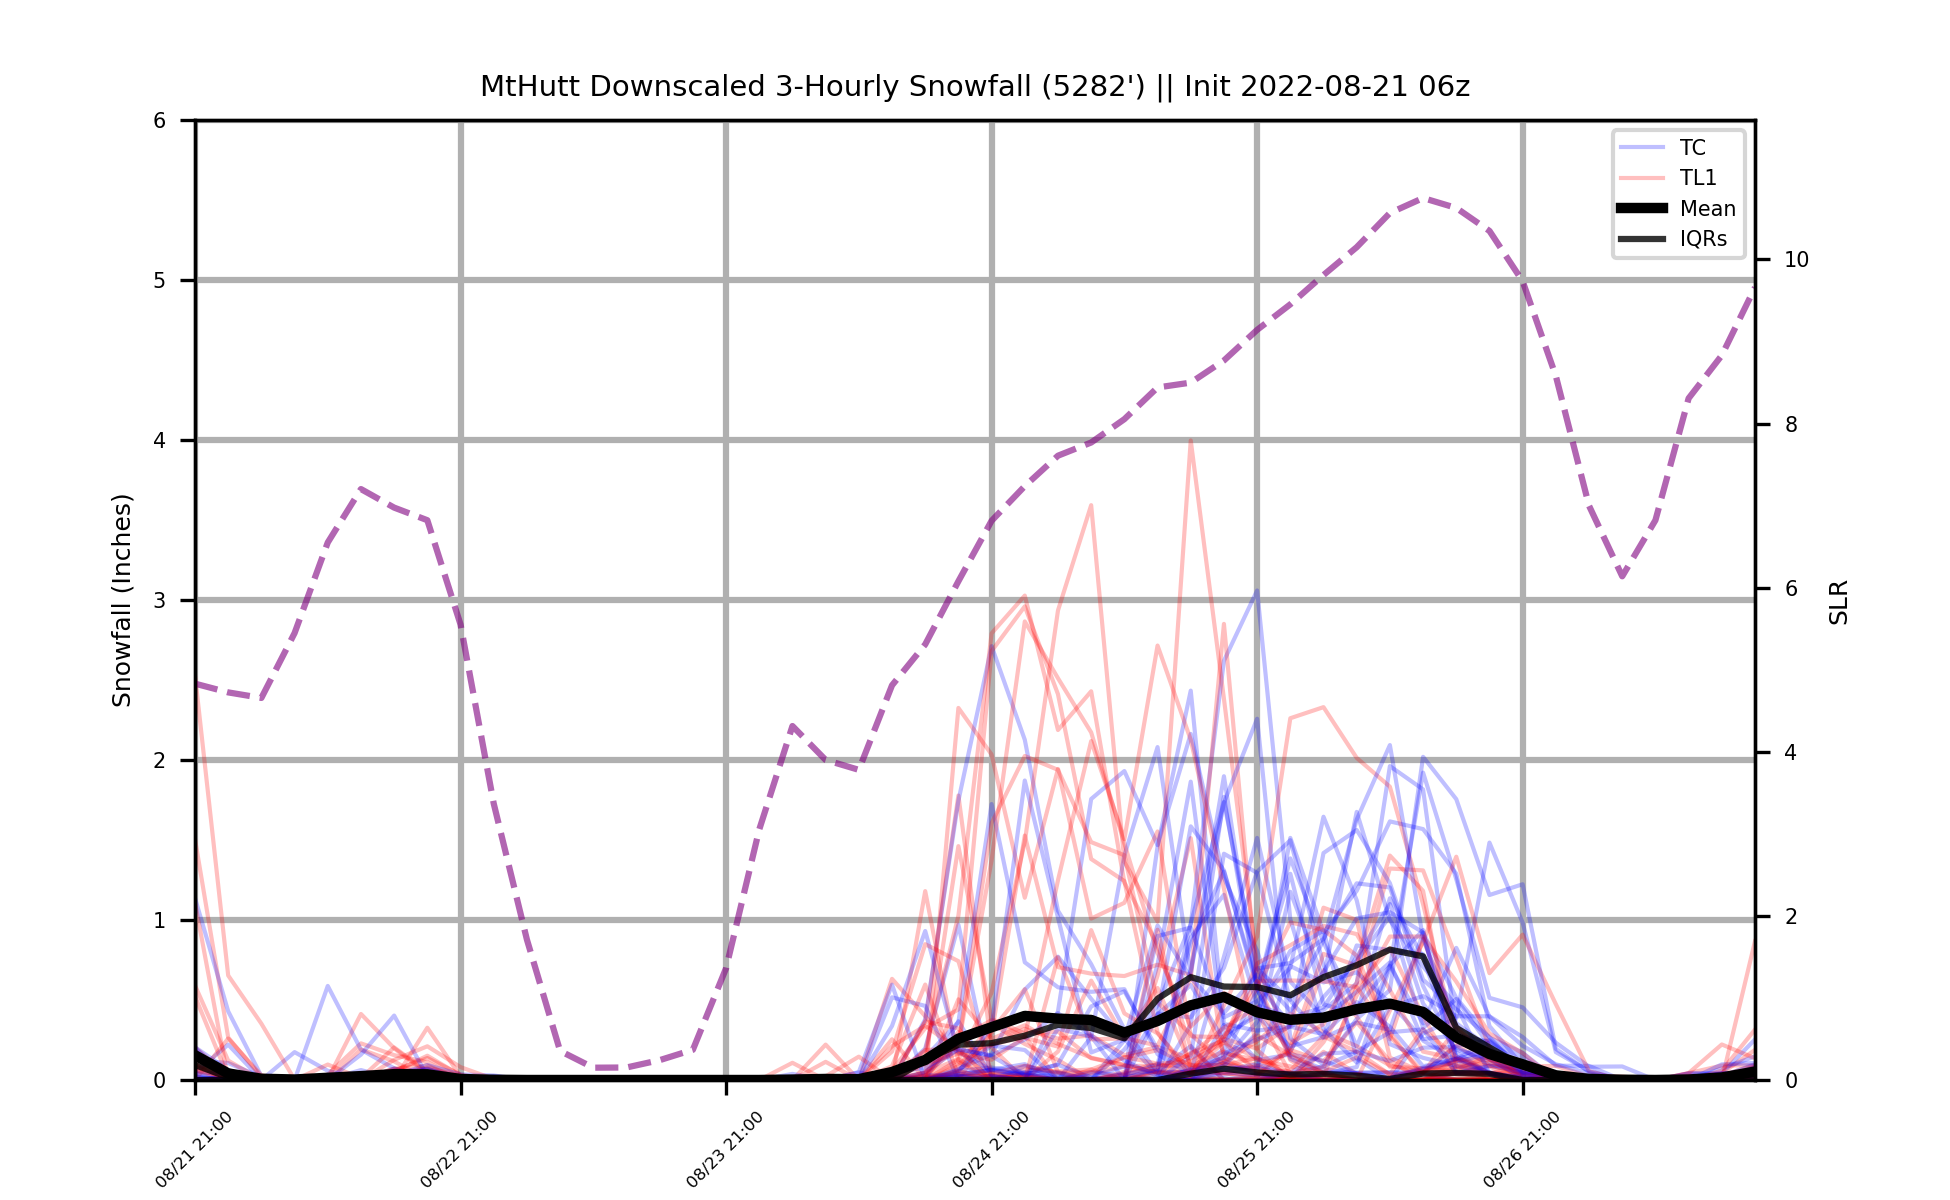 MtHutt Downscaled 3-Hourly Snowfall (5282') || Init 2022-08-21 06z
TC
TL1
Mean
IQRs
Snowfall (Inches)
6
5
4
3
2
1
0
10
8
6
4
2
0
SLR
08/21 21:00
08/22 21:00
08/23 21:00
08/24 21:00
08/25 21:00
08/26 21:00